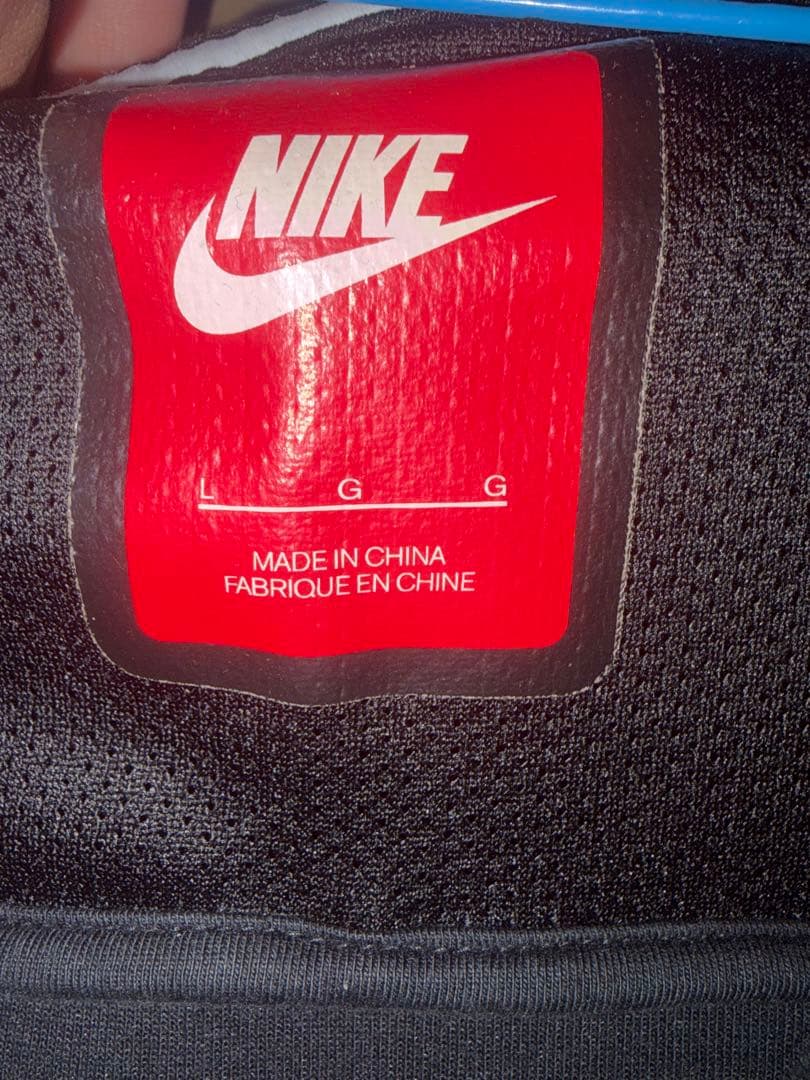 NIKE
L G G
MADE IN CHINA
FABRIQUE EN CHINE